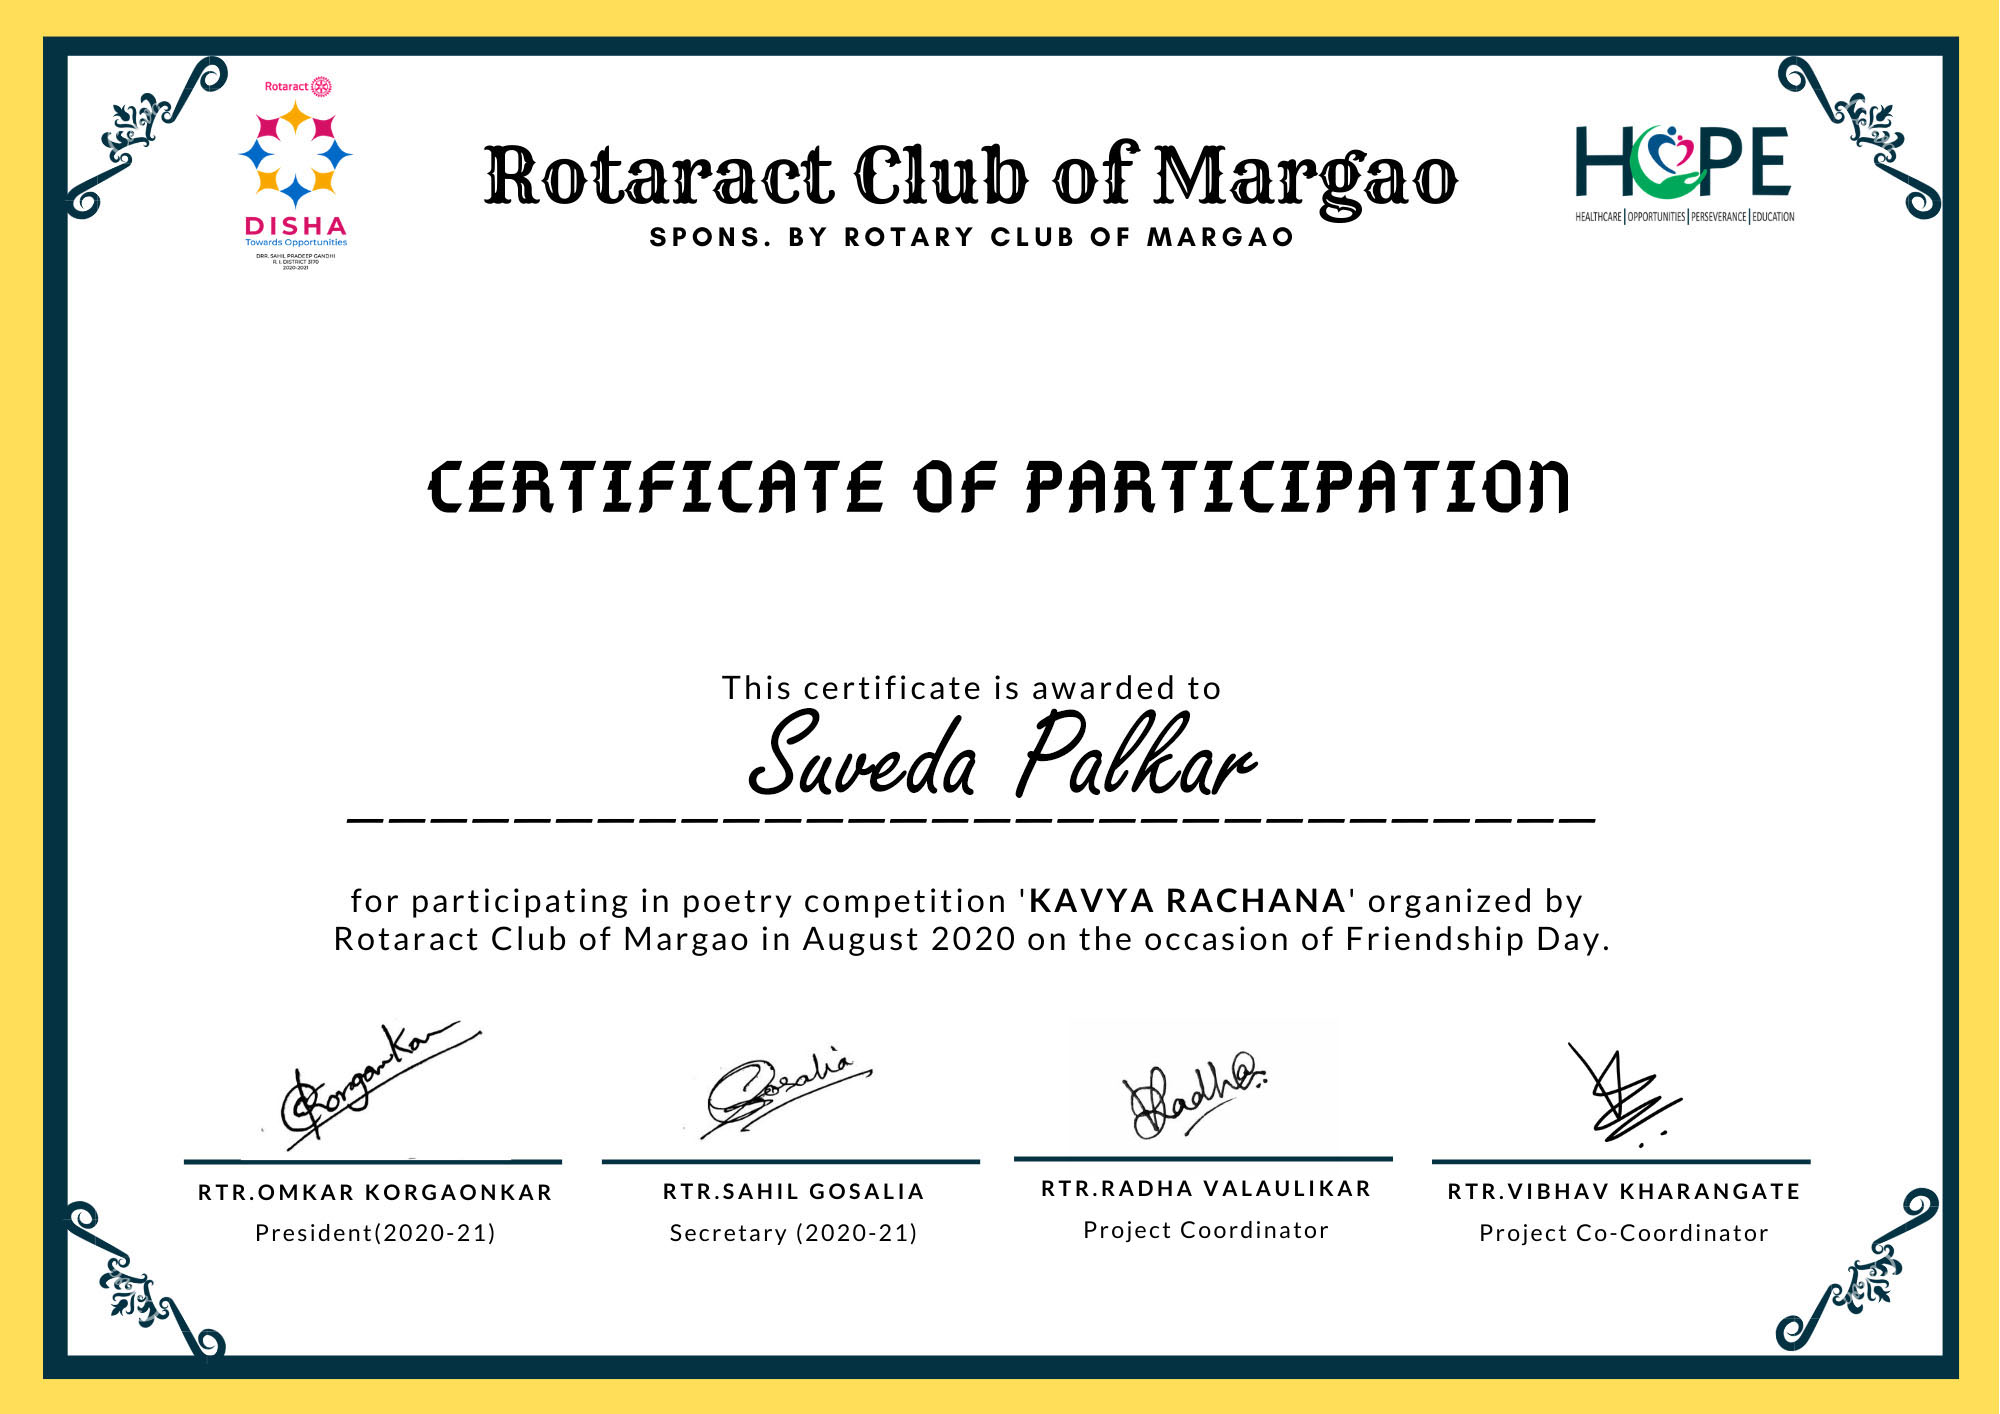 Rotaract
DISHA
Towards Opportunities
DRR. SAHIL PRADEEP GANDHI
R. I. DISTRICT 3170
2020-2021
Rotaract Club of Margao
SPONS. BY ROTARY CLUB OF MARGAO
HOPE
HEALTHCARE|OPPORTUNITIES|PERSEVERANCE|EDUCATION
CERTIFICATE OF PARTICIPATION
This certificate is awarded to
Suveda Palkar
for participating in poetry competition 'KAVYA RACHANA' organized by
Rotaract Club of Margao in August 2020 on the occasion of Friendship Day.
Korgankar
Gosalia
Radha
RTR.OMKAR KORGAONKAR
President(2020-21)
RTR.SAHIL GOSALIA
Secretary (2020-21)
RTR.RADHA VALAULIKAR
Project Coordinator
RTR.VIBHAV KHARANGATE
Project Co-Coordinator